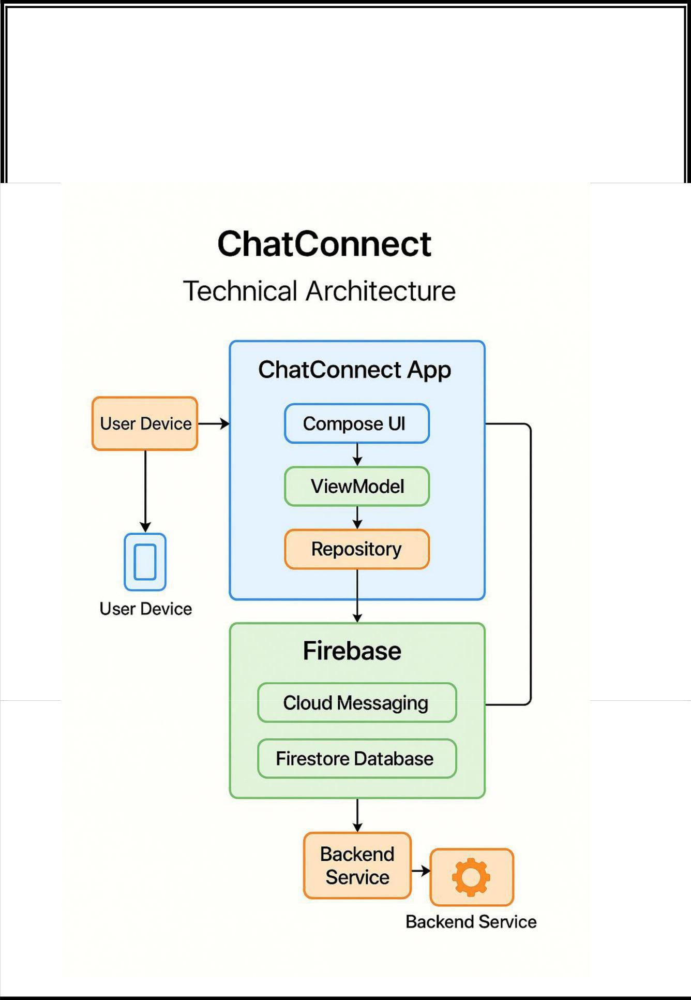 ChatConnect
Technical Architecture
ChatConnect App
User Device
Compose UI
ViewModel
Repository
User Device
Firebase
Cloud Messaging
Firestore Database
Backend
Service
Backend Service